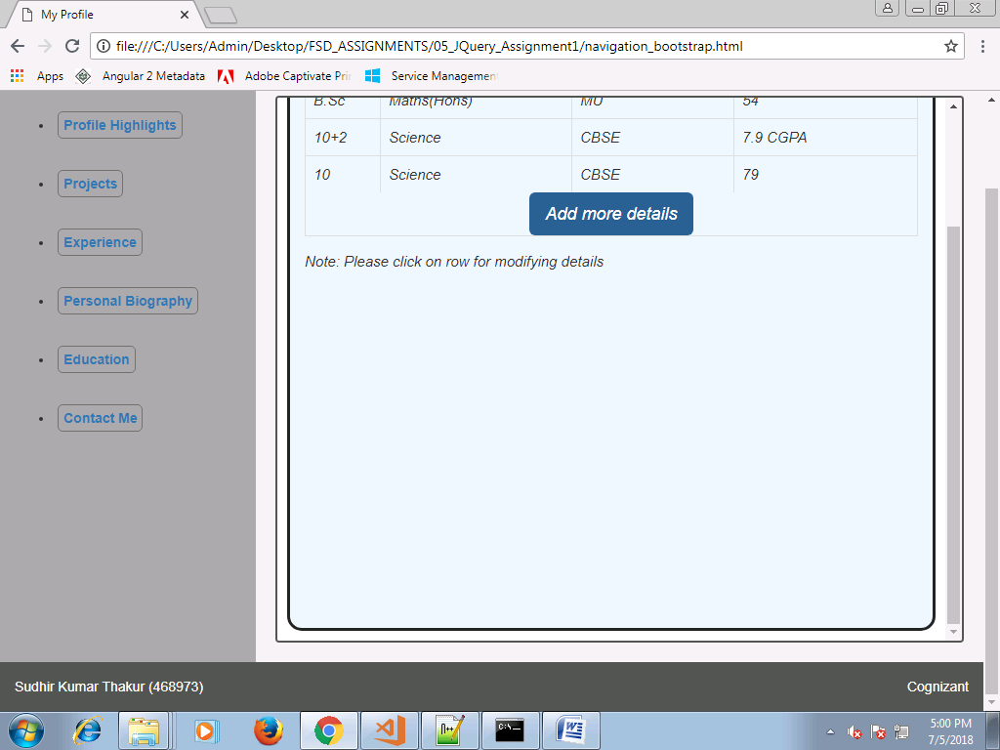 My Profile
file:///C:/Users/Admin/Desktop/FSD_ASSIGNMENTS/05_JQuery_Assignment1/navigation_bootstrap.html
Apps Angular 2 Metadata Adobe Captivate Pri Service Managemen
Profile Highlights
Projects
Experience
Personal Biography
Education
Contact Me
B.Sc Maths(Hons) MU 54
10+2 Science CBSE 7.9 CGPA
10 Science CBSE 79
Add more details
Note: Please click on row for modifying details
Sudhir Kumar Thakur (468973) Cognizant
5:00 PM
7/5/2018